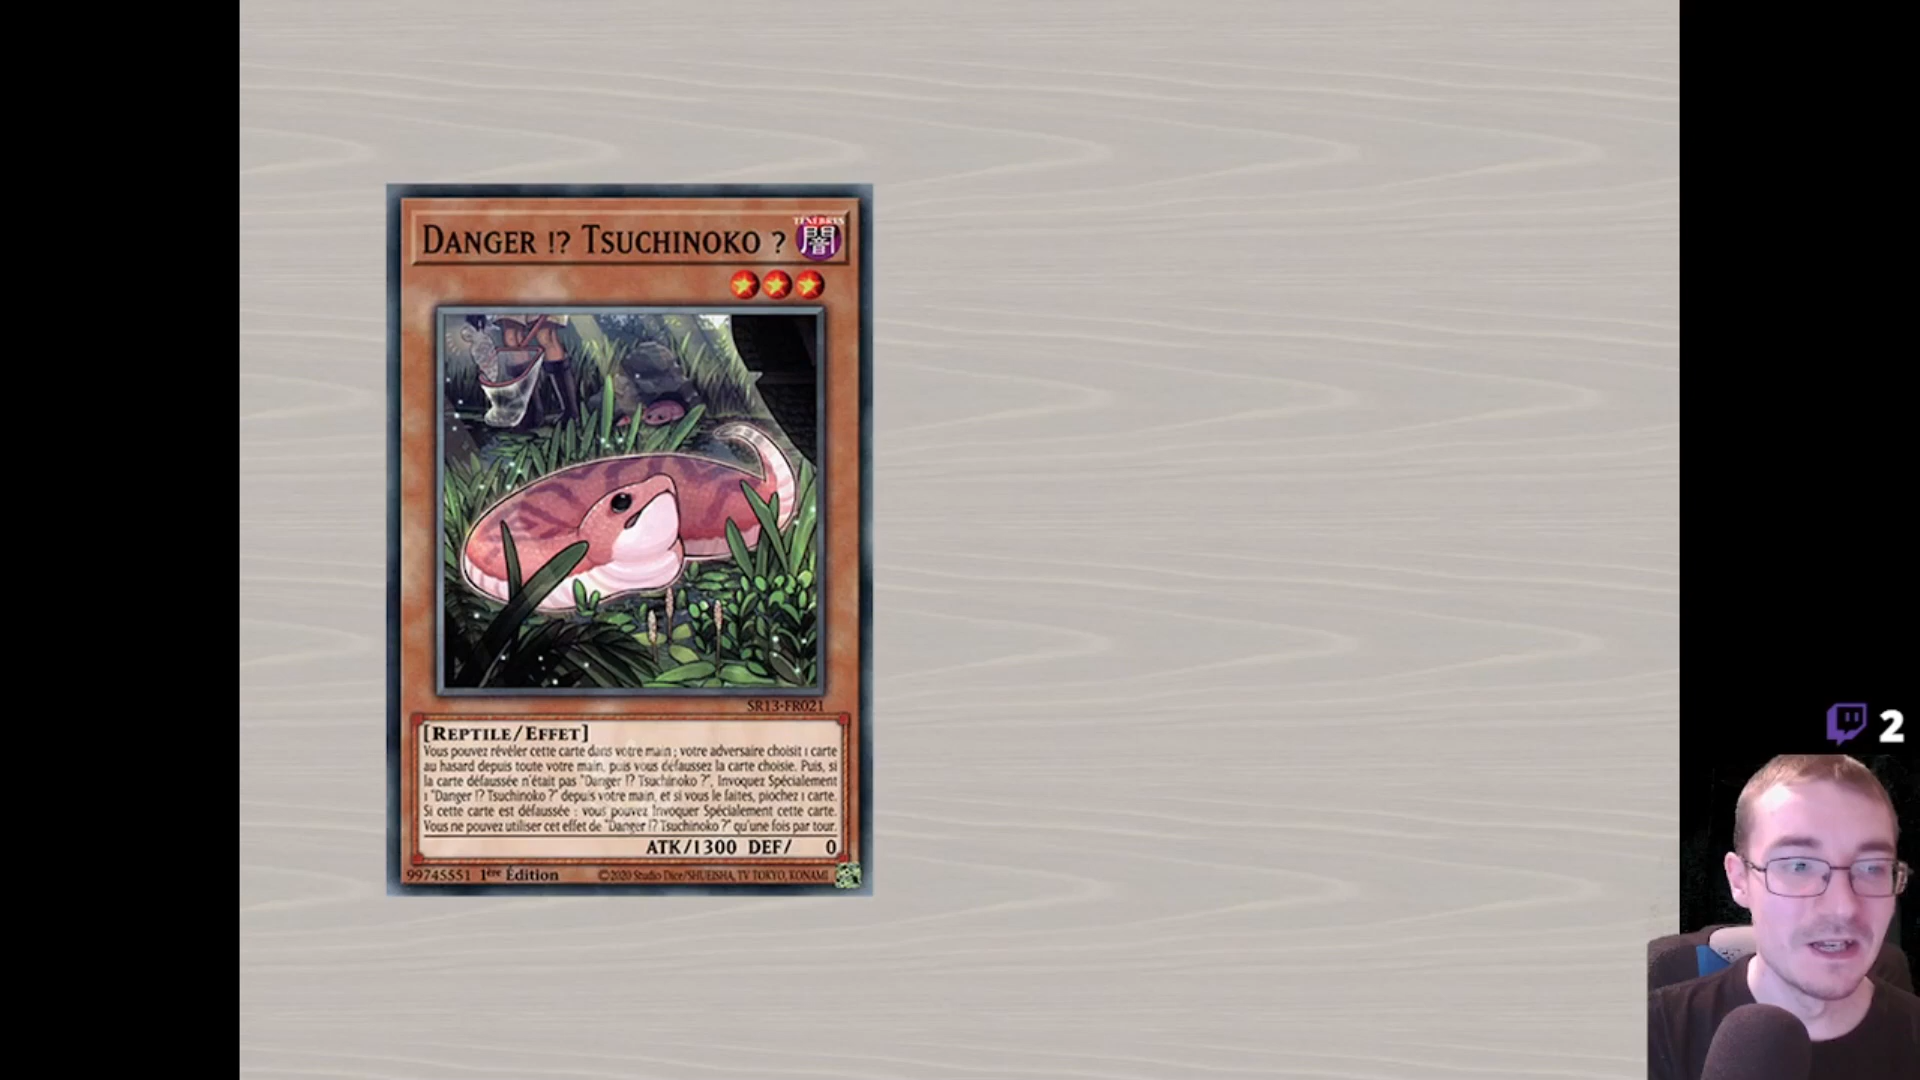 DANGER !? TSUCHINOKO ?
TÉNÈBRES
闇
SR13-FR021
[REPTILE/EFFET]
Vous pouvez révéler cette carte dans votre main ; votre adversaire choisit 1 carte
au hasard depuis toute votre main, puis vous défaussez la carte choisie. Puis, si
la carte défaussée n'était pas "Danger !? Tsuchinoko ?", Invoquez Spécialement
1 "Danger !? Tsuchinoko ?" depuis votre main, et si vous le faites, piochez 1 carte.
Si cette carte est défaussée : vous pouvez Invoquer Spécialement cette carte.
Vous ne pouvez utiliser cet effet de "Danger !? Tsuchinoko ?" qu'une fois par tour.
ATK/1300 DEF/ 0
99745551 1ère Édition ©2020 Studio Dice/SHUEISHA, TV TOKYO, KONAMI
2